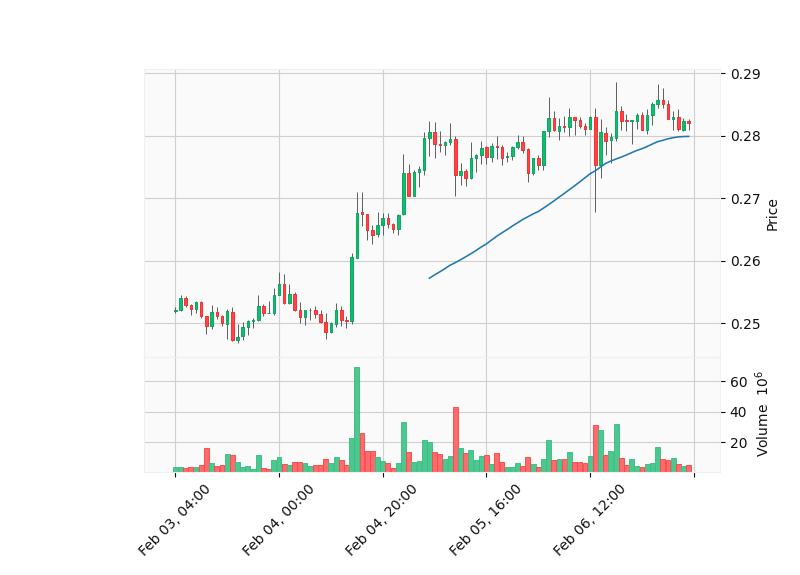 0.29
0.28
0.27
0.26
0.25
Price
60
40
20
Volume 10^6
Feb 03, 04:00
Feb 04, 00:00
Feb 04, 20:00
Feb 05, 16:00
Feb 06, 12:00